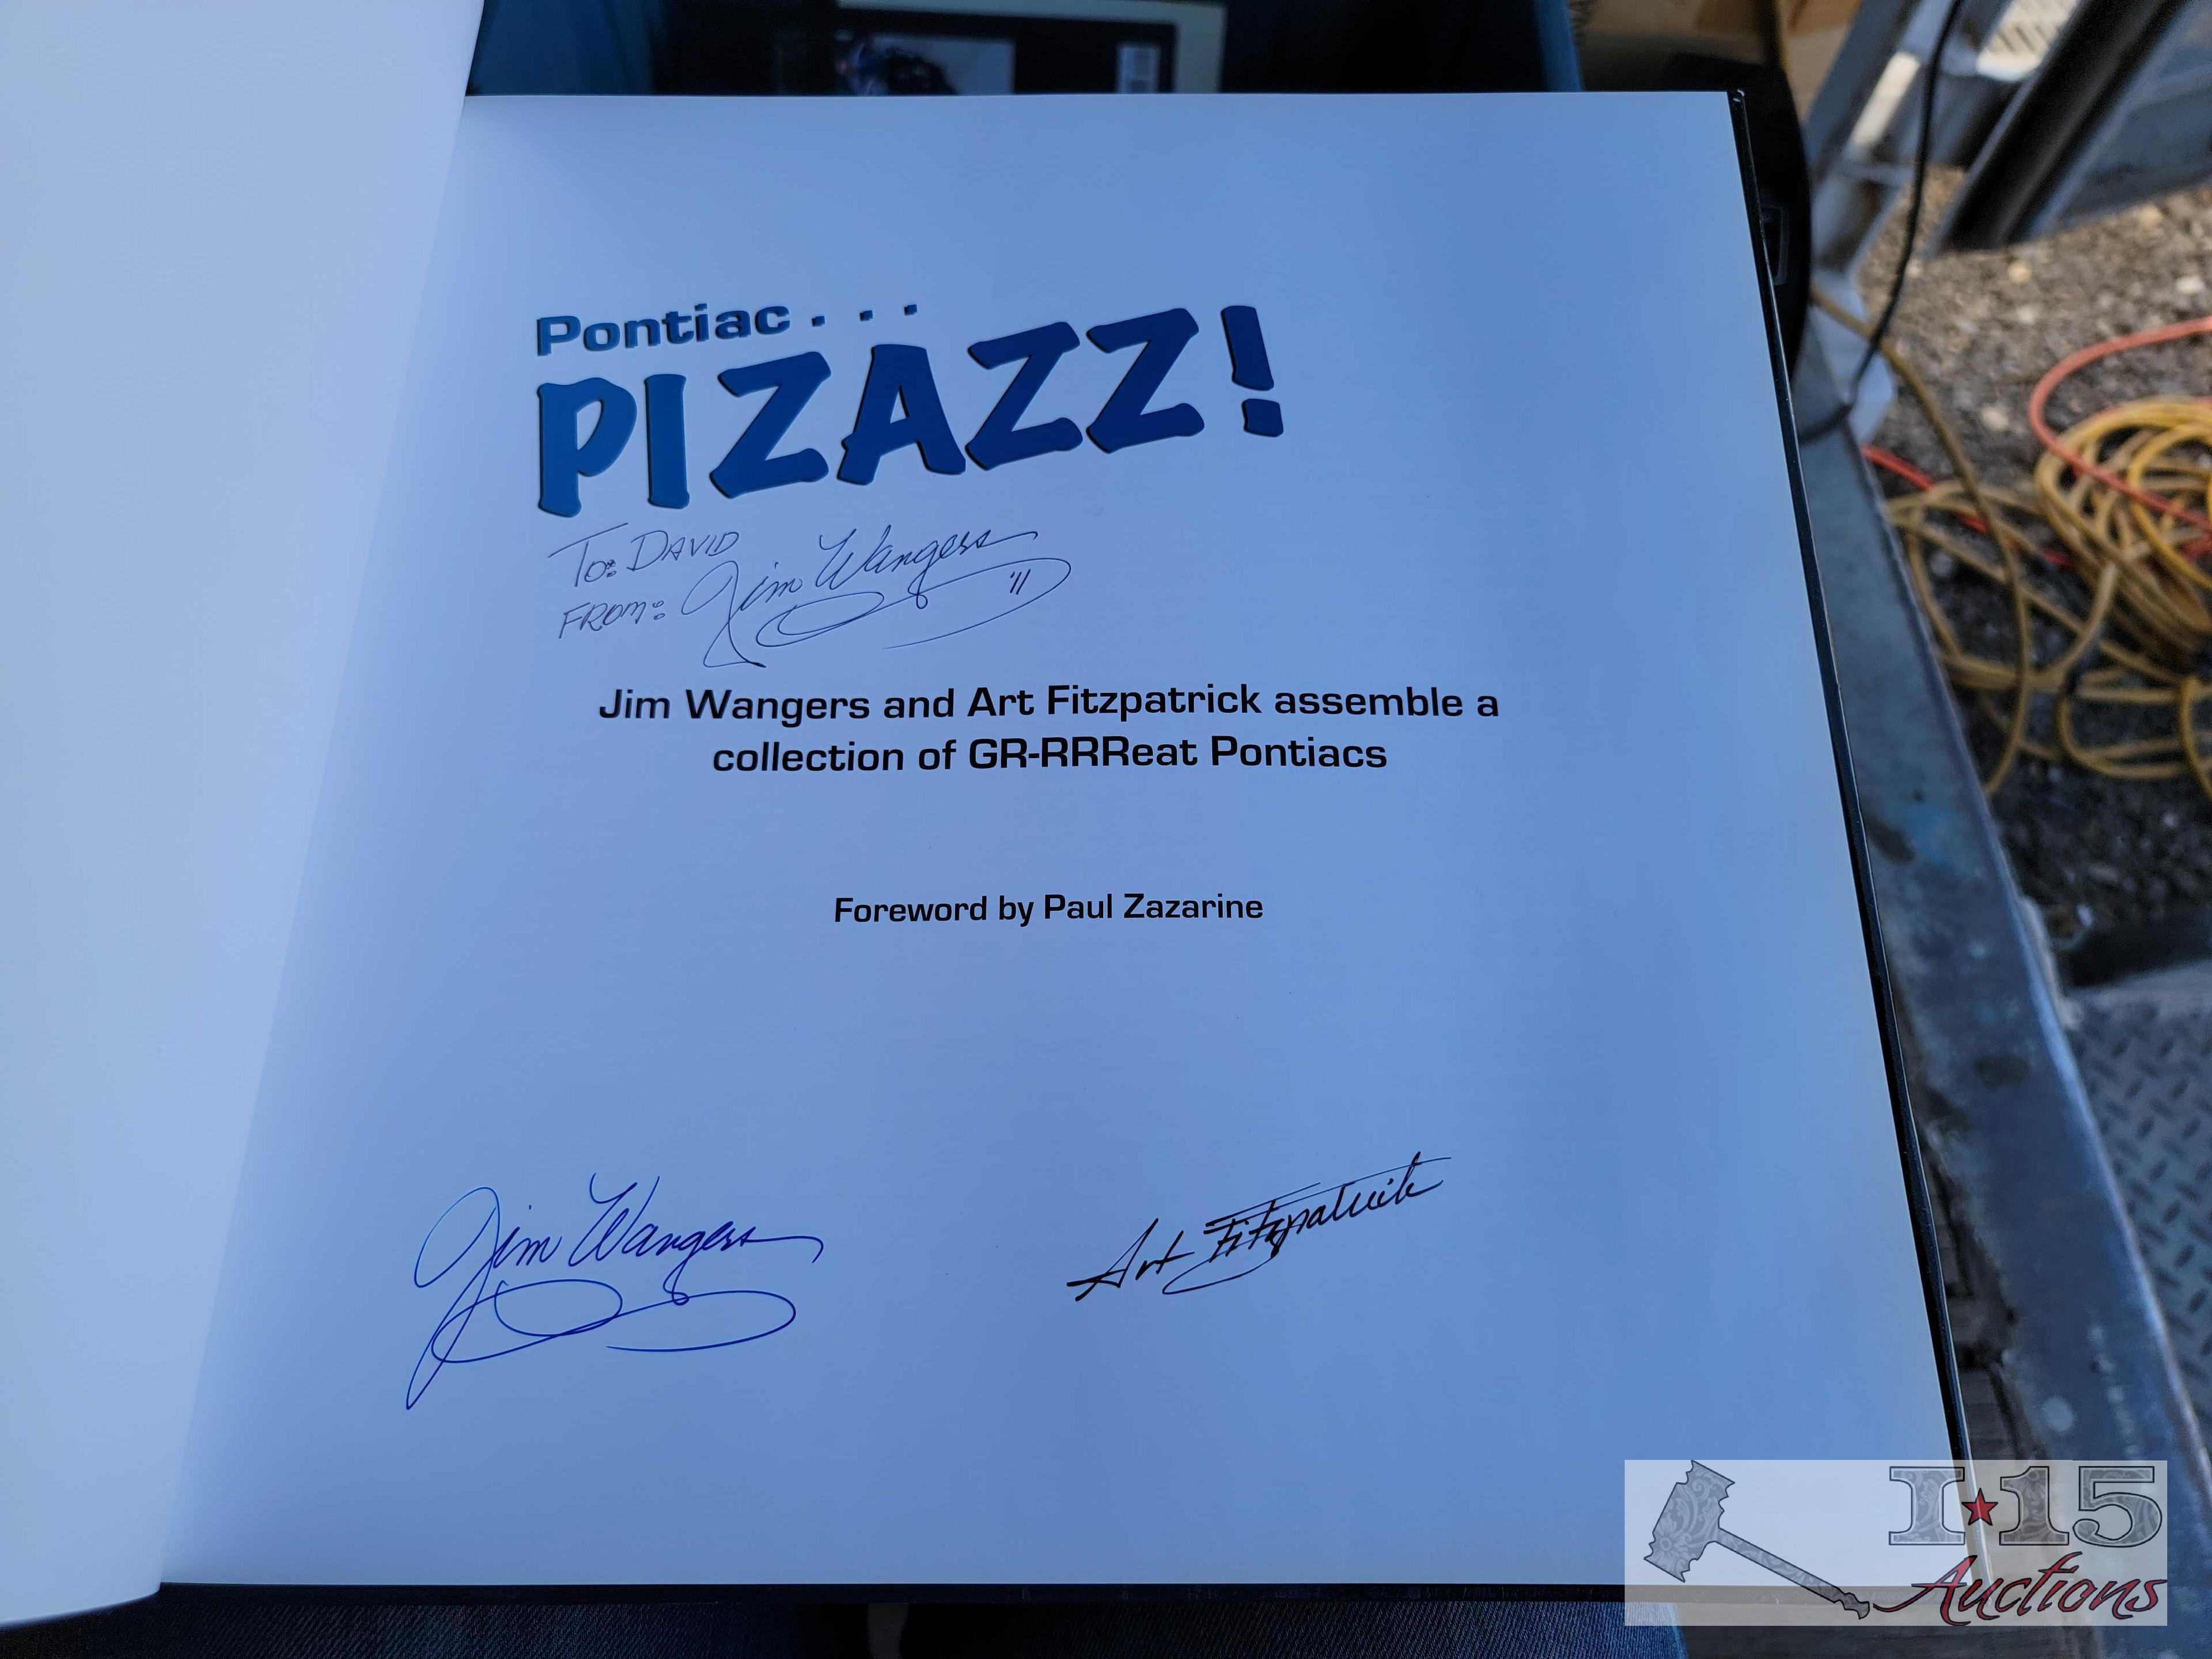 Pontiac . . .
PIZAZZ!
To: DAVID
FROM: Jim Wangers '11
Jim Wangers and Art Fitzpatrick assemble a
collection of GR-RRReat Pontiacs
Foreword by Paul Zazarine
Jim Wangers
Art Fitzpatrick
I-15
Auctions